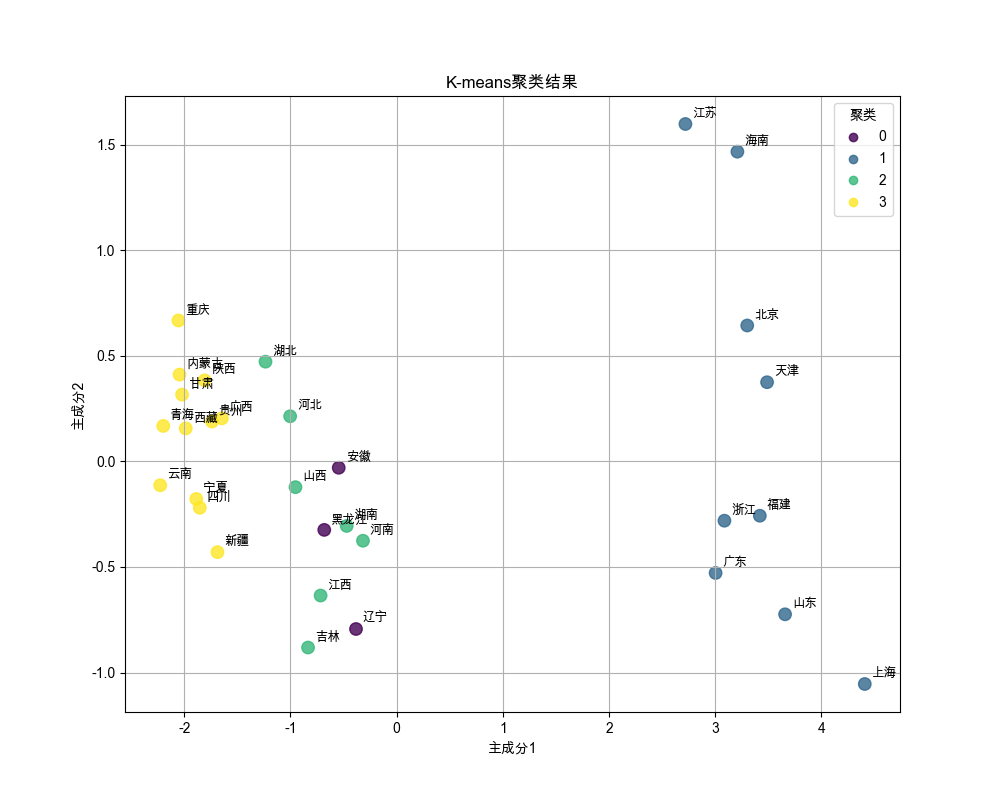 K-means聚类结果
聚类
0
1
2
3
江苏
海南
北京
天津
浙江
福建
广东
山东
上海
重庆
内蒙古
陕西
甘肃
湖北
青海
西藏
贵州
广西
河北
安徽
山西
云南
宁夏
四川
新疆
黑龙江
湖南
河南
江西
辽宁
吉林
1.5
1.0
0.5
0.0
-0.5
-1.0
主成分2
-2
-1
0
1
2
3
4
主成分1